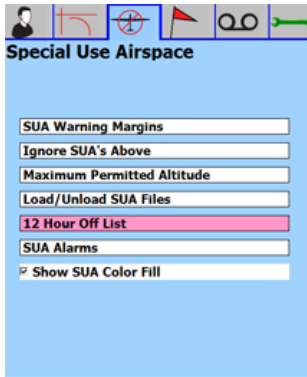 Special Use Airspace
SUA Warning Margins
Ignore SUA's Above
Maximum Permitted Altitude
Load/Unload SUA Files
12 Hour Off List
SUA Alarms
Show SUA Color Fill